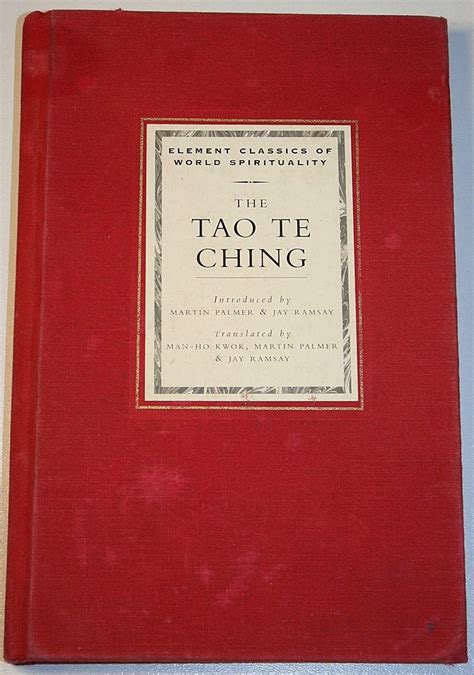 ELEMENT CLASSICS OF
WORLD SPIRITUALITY
THE
TAO TE
CHING
Introduced by
MARTIN PALMER & JAY RAMSAY
Translated by
MAN-HO KWOK, MARTIN PALMER
& JAY RAMSAY